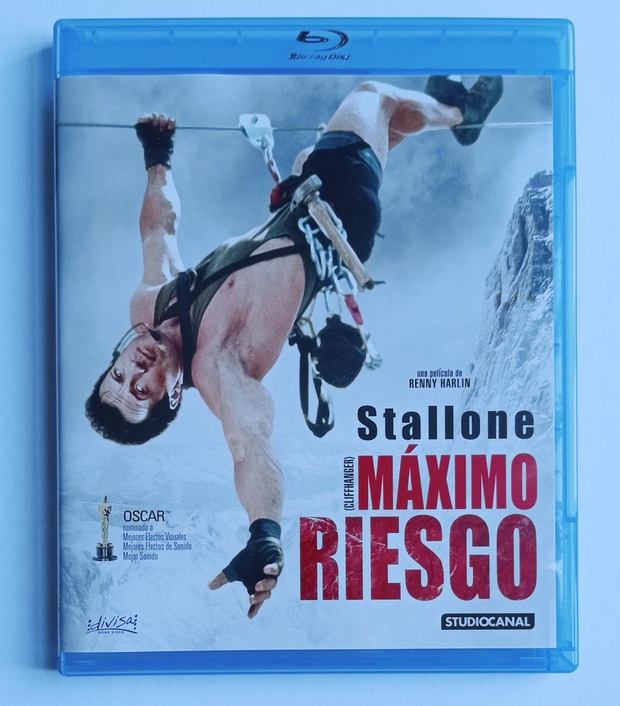 Blu-ray Disc
una película de
RENNY HARLIN
Stallone
(CLIFFHANGER)
MÁXIMO
RIESGO
OSCAR™
nominada a
Mejores Efectos Visuales
Mejores Efectos de Sonido
Mejor Sonido
divisa
HOME VIDEO
STUDIOCANAL